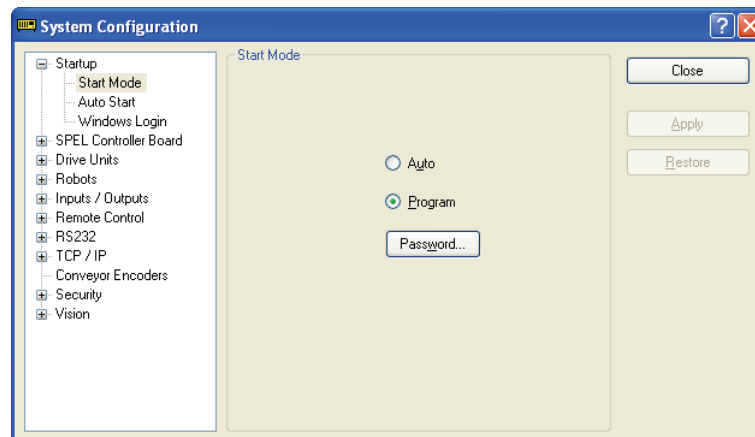 System Configuration
Startup
Start Mode
Auto Start
Windows Login
SPEL Controller Board
Drive Units
Robots
Inputs / Outputs
Remote Control
RS232
TCP / IP
Conveyor Encoders
Security
Vision
Start Mode
Auto
Program
Password...
Close
Apply
Restore